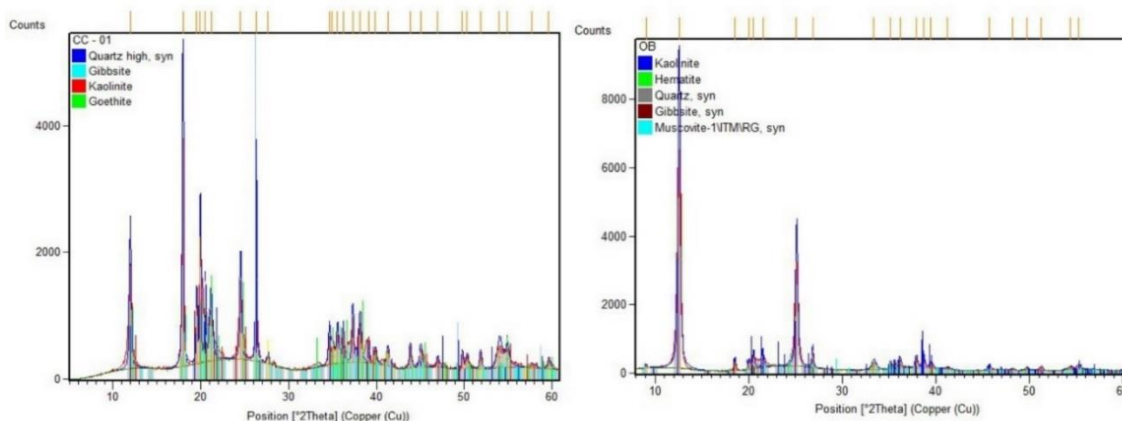 Counts
CC - 01
Quartz high, syn
Gibbsite
Kaolinite
Goethite
4000
2000
0
10 20 30 40 50 60
Position [°2Theta] (Copper (Cu))
Counts
OB
Kaolinite
Hematite
Quartz, syn
Gibbsite, syn
Muscovite-1\ITM\RG, syn
8000
6000
4000
2000
0
10 20 30 40 50 60
Position [°2Theta] (Copper (Cu))